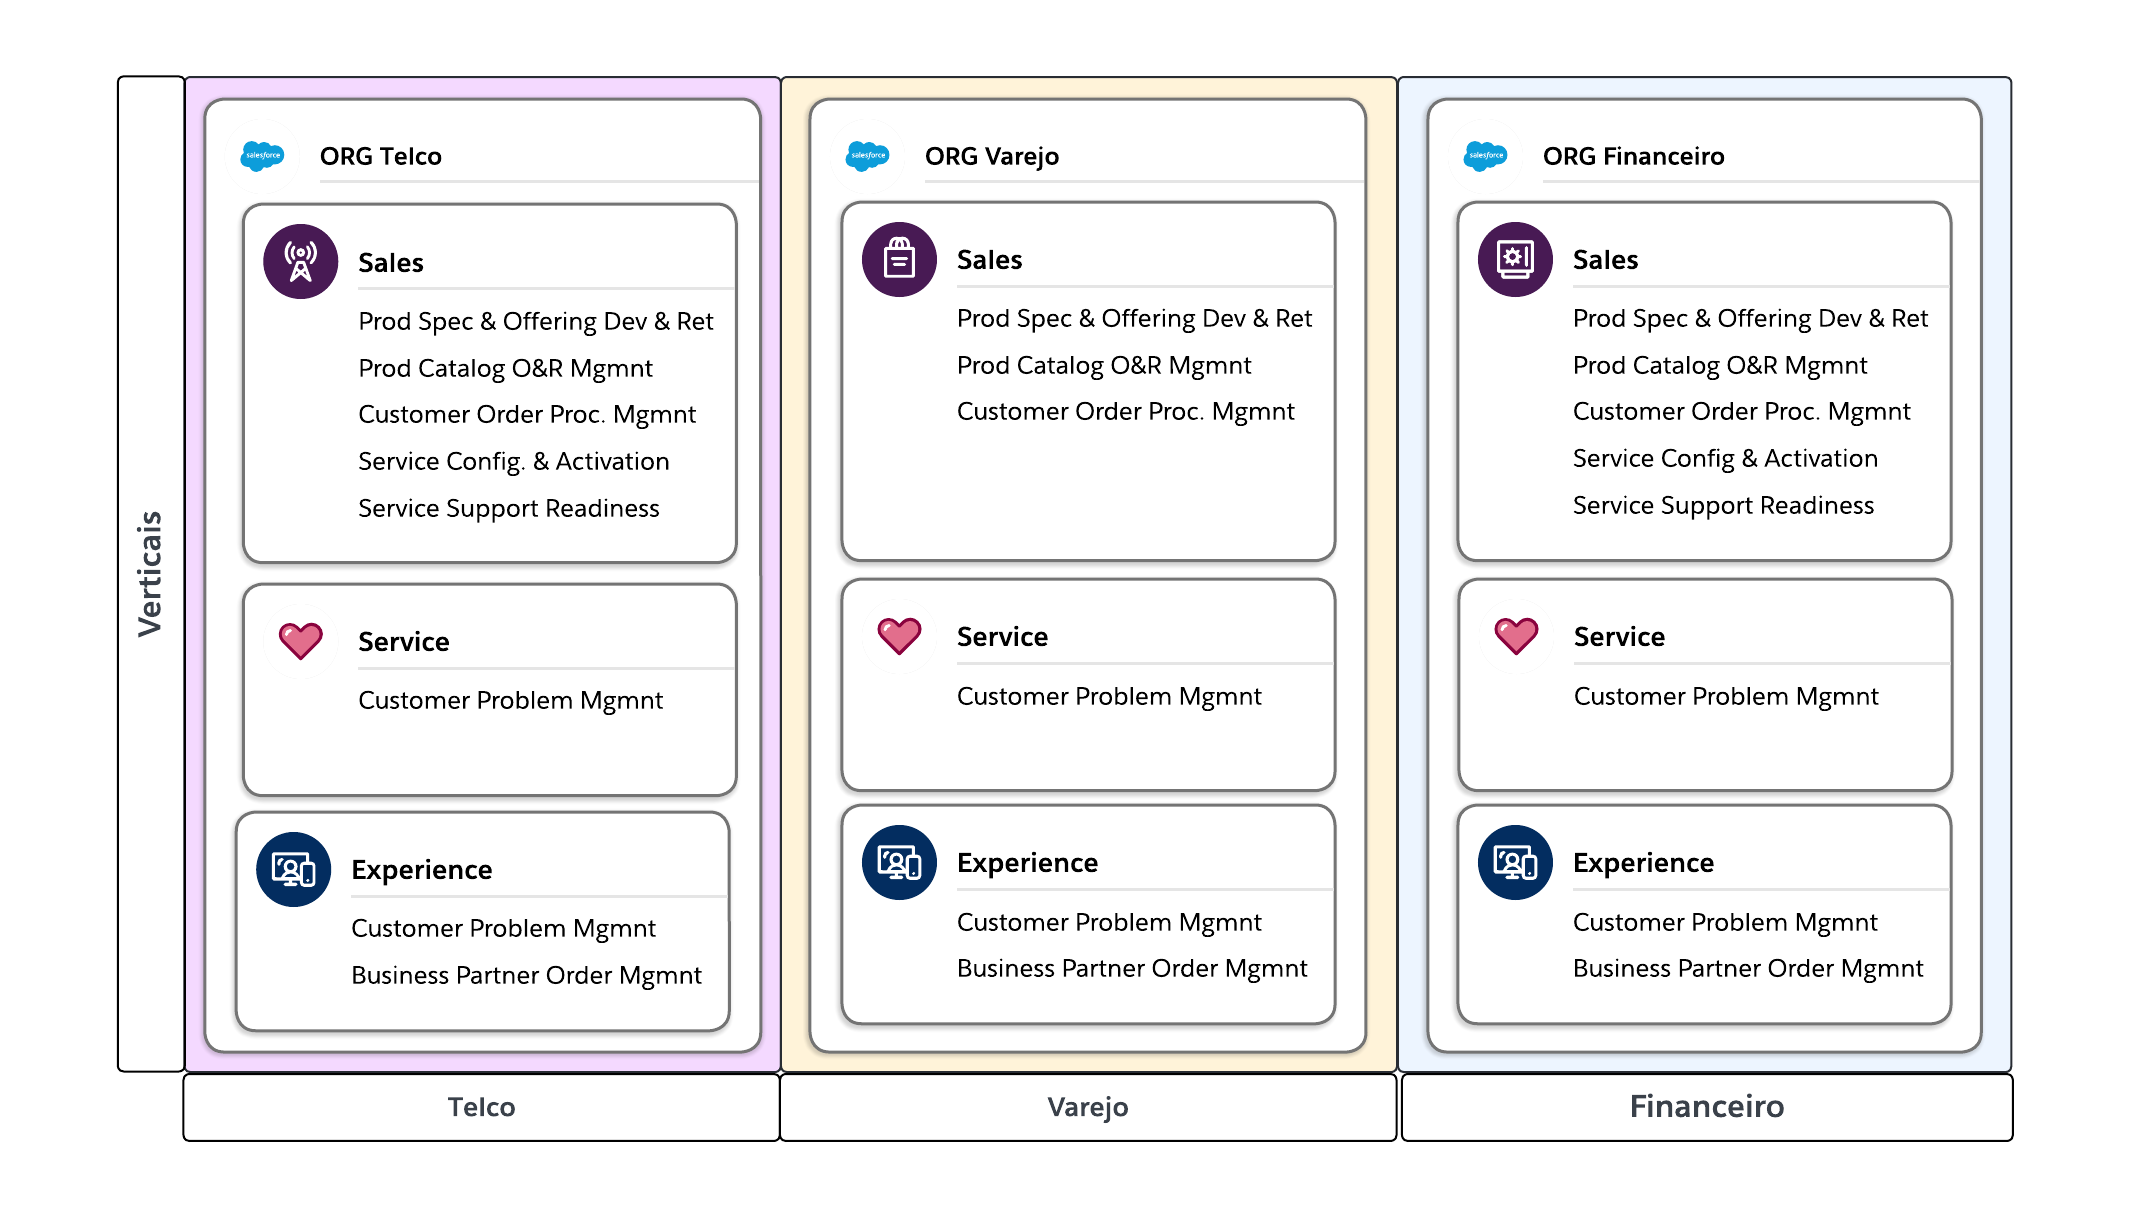 Verticais
salesforce
ORG Telco
Sales
Prod Spec & Offering Dev & Ret
Prod Catalog O&R Mgmnt
Customer Order Proc. Mgmnt
Service Config. & Activation
Service Support Readiness
Service
Customer Problem Mgmnt
Experience
Customer Problem Mgmnt
Business Partner Order Mgmnt
Telco
salesforce
ORG Varejo
Sales
Prod Spec & Offering Dev & Ret
Prod Catalog O&R Mgmnt
Customer Order Proc. Mgmnt
Service
Customer Problem Mgmnt
Experience
Customer Problem Mgmnt
Business Partner Order Mgmnt
Varejo
salesforce
ORG Financeiro
Sales
Prod Spec & Offering Dev & Ret
Prod Catalog O&R Mgmnt
Customer Order Proc. Mgmnt
Service Config & Activation
Service Support Readiness
Service
Customer Problem Mgmnt
Experience
Customer Problem Mgmnt
Business Partner Order Mgmnt
Financeiro